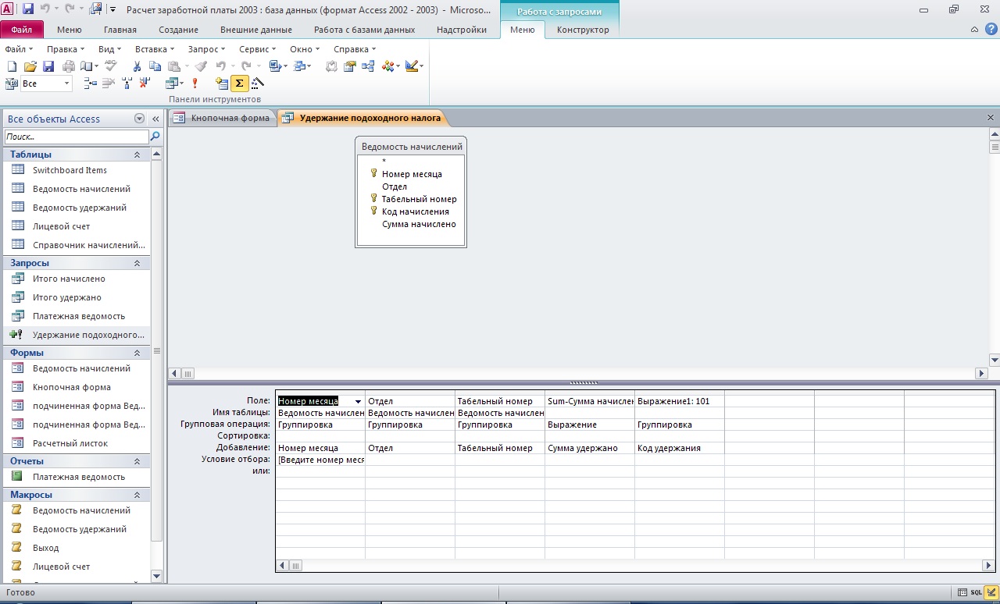 Расчет заработной платы 2003 : база данных (формат Access 2002 - 2003) - Microso...
Работа с запросами
Файл Меню Главная Создание Внешние данные Работа с базами данных Надстройки Меню Конструктор
Файл Правка Вид Вставка Запрос Сервис Окно Справка
Все
Панели инструментов
Все объекты Access
Поиск...
Таблицы
Switchboard Items
Ведомость начислений
Ведомость удержаний
Лицевой счет
Справочник начислений...
Запросы
Итого начислено
Итого удержано
Платежная ведомость
Удержание подоходного...
Формы
Ведомость начислений
Кнопочная форма
подчиненная форма Вед...
подчиненная форма Вед...
Расчетный листок
Отчеты
Платежная ведомость
Макросы
Ведомость начислений
Ведомость удержаний
Выход
Лицевой счет
Кнопочная форма Удержание подоходного налога
Ведомость начислений
*
Номер месяца
Отдел
Табельный номер
Код начисления
Сумма начислено
Поле: Номер месяца Отдел Табельный номер Sum-Сумма начислен Выражение1: 101
Имя таблицы: Ведомость начислен Ведомость начислен Ведомость начислен
Групповая операция: Группировка Группировка Группировка Выражение Группировка
Сортировка:
Добавление: Номер месяца Отдел Табельный номер Сумма удержано Код удержания
Условие отбора: [Введите номер меся
или:
Готово
SQL